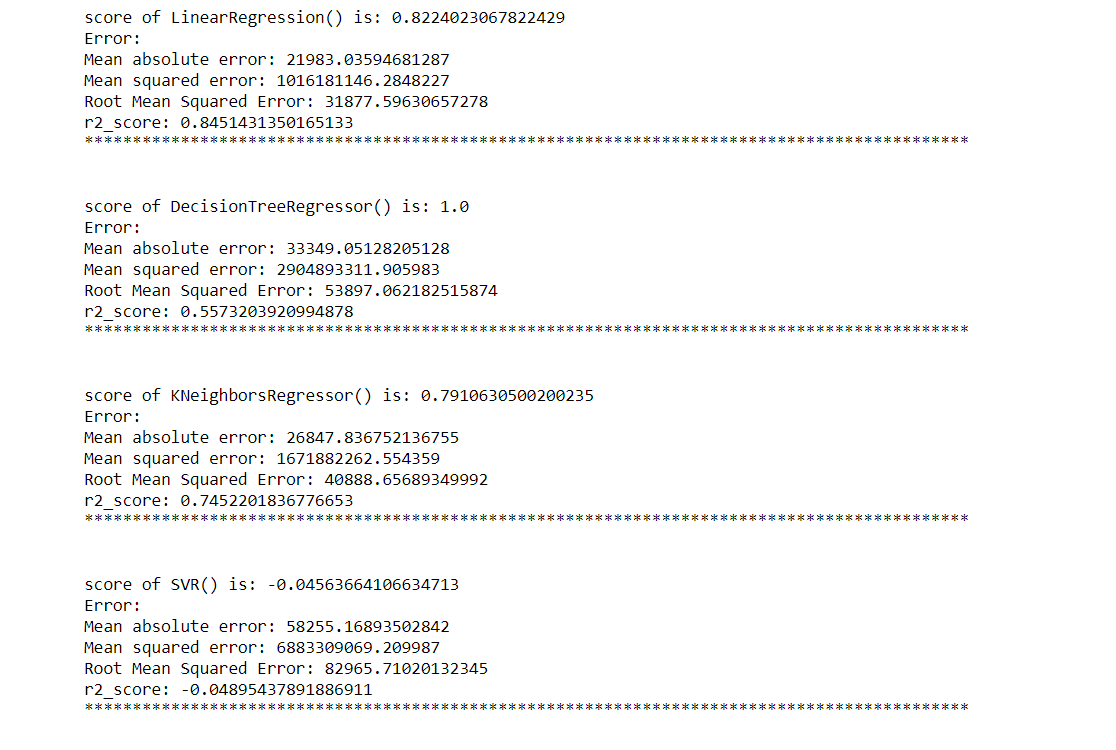 score of LinearRegression() is: 0.8224023067822429
Error:
Mean absolute error: 21983.03594681287
Mean squared error: 1016181146.2848227
Root Mean Squared Error: 31877.59630657278
r2_score: 0.8451431350165133
********************************************************************************************
score of DecisionTreeRegressor() is: 1.0
Error:
Mean absolute error: 33349.05128205128
Mean squared error: 2904893311.905983
Root Mean Squared Error: 53897.062182515874
r2_score: 0.5573203920994878
********************************************************************************************
score of KNeighborsRegressor() is: 0.7910630500200235
Error:
Mean absolute error: 26847.836752136755
Mean squared error: 1671882262.554359
Root Mean Squared Error: 40888.65689349992
r2_score: 0.7452201836776653
********************************************************************************************
score of SVR() is: -0.04563664106634713
Error:
Mean absolute error: 58255.16893502842
Mean squared error: 6883309069.209987
Root Mean Squared Error: 82965.71020132345
r2_score: -0.04895437891886911
********************************************************************************************